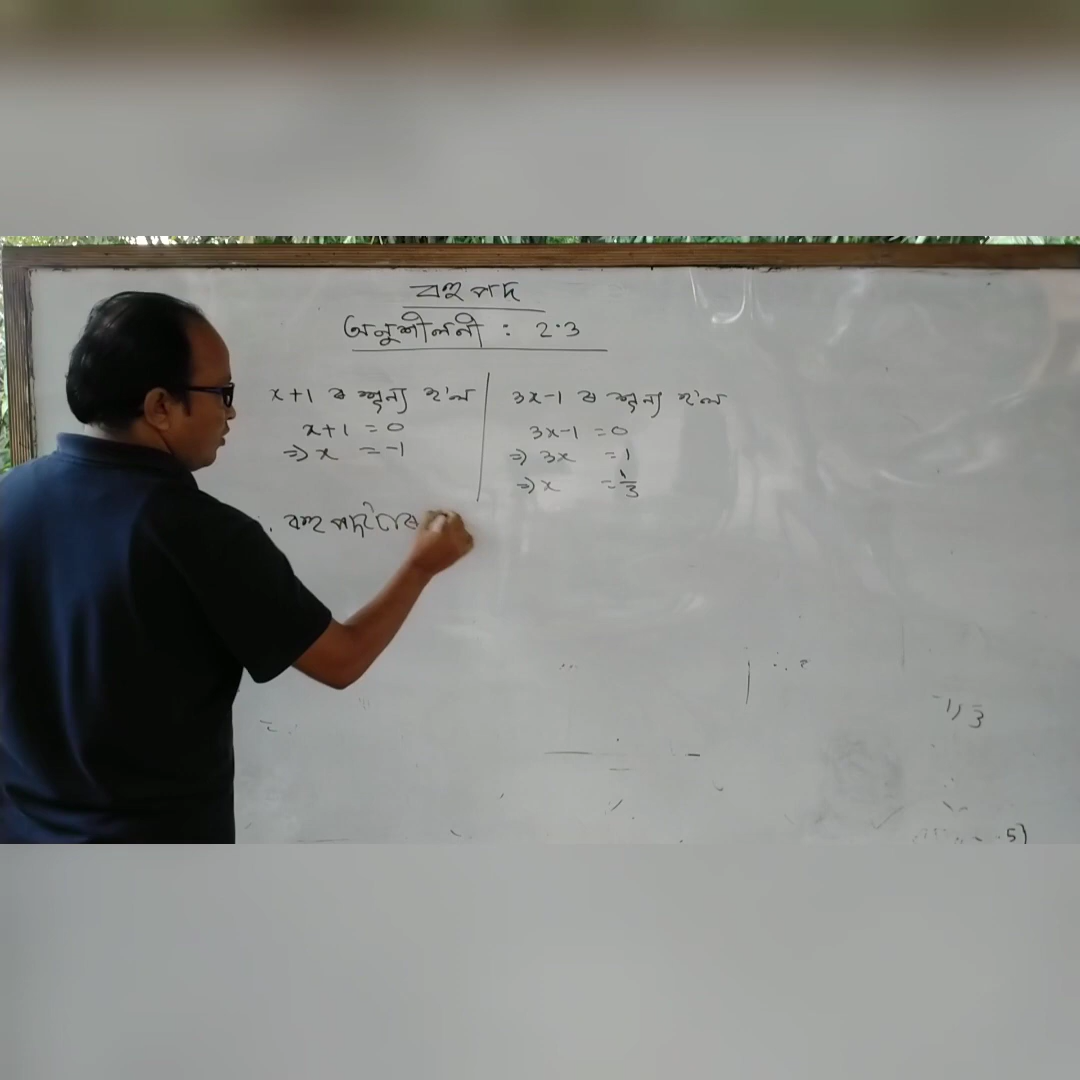 বহুপদ
অনুশীলনী : 2.3
x+1 ৰ শূন্য হ'ল
x+1 = 0
⇒ x = -1
3x-1 ৰ শূন্য হ'ল
3x-1 = 0
⇒ 3x = 1
⇒ x = 1/3
বহুপদটোৰ
5)